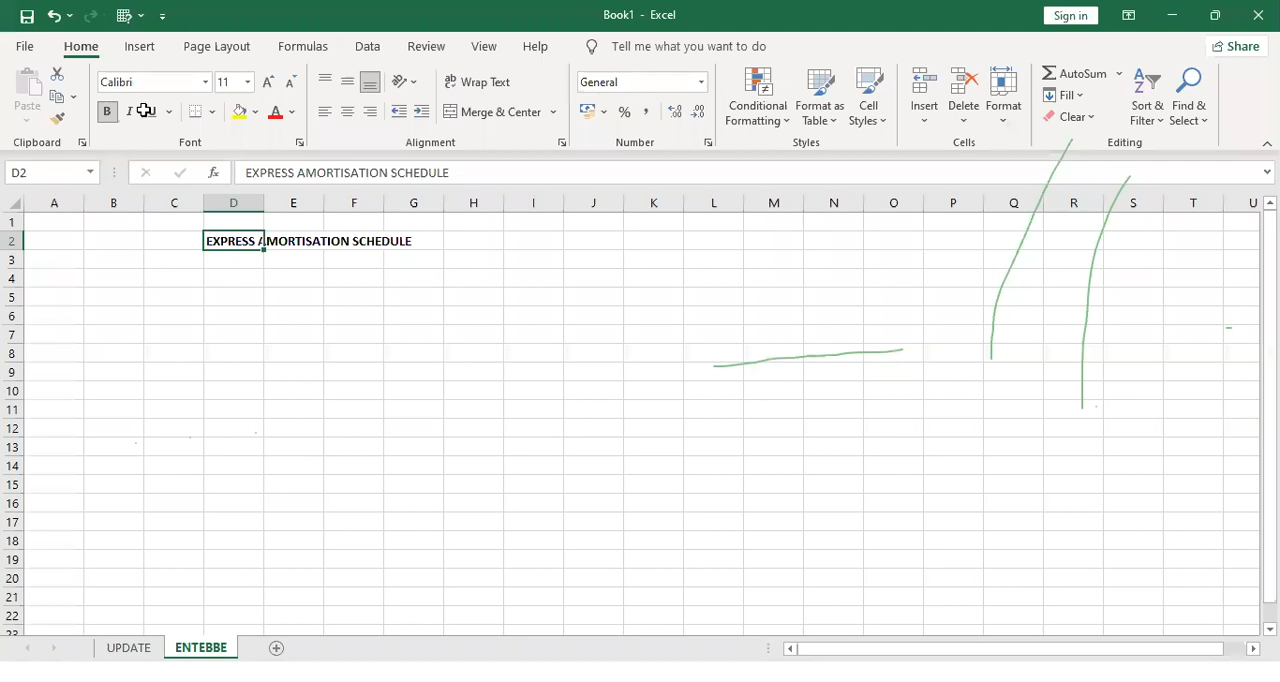 Book1 - Excel
Sign in
File Home Insert Page Layout Formulas Data Review View Help Tell me what you want to do Share
Paste
Calibri 11
B I U
Wrap Text
Merge & Center
General
Conditional Formatting
Format as Table
Cell Styles
Insert Delete Format
AutoSum
Fill
Clear
Sort & Filter
Find & Select
Clipboard Font Alignment Number Styles Cells Editing
D2 fx EXPRESS AMORTISATION SCHEDULE
A B C D E F G H I J K L M N O P Q R S T U
1
2 EXPRESS AMORTISATION SCHEDULE
3
4
5
6
7
8
9
10
11
12
13
14
15
16
17
18
19
20
21
22
23
UPDATE ENTEBBE